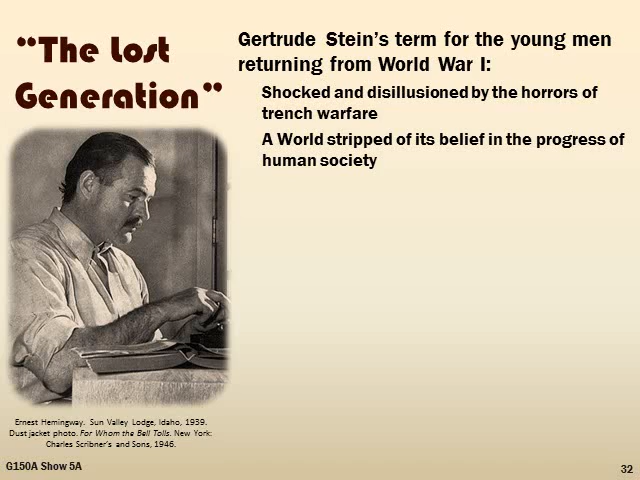 “The Lost
Generation”
Gertrude Stein’s term for the young men
returning from World War I:
Shocked and disillusioned by the horrors of
trench warfare
A World stripped of its belief in the progress of
human society
Ernest Hemingway. Sun Valley Lodge, Idaho, 1939.
Dust jacket photo. For Whom the Bell Tolls. New York:
Charles Scribner’s and Sons, 1946.
G150A Show 5A
32